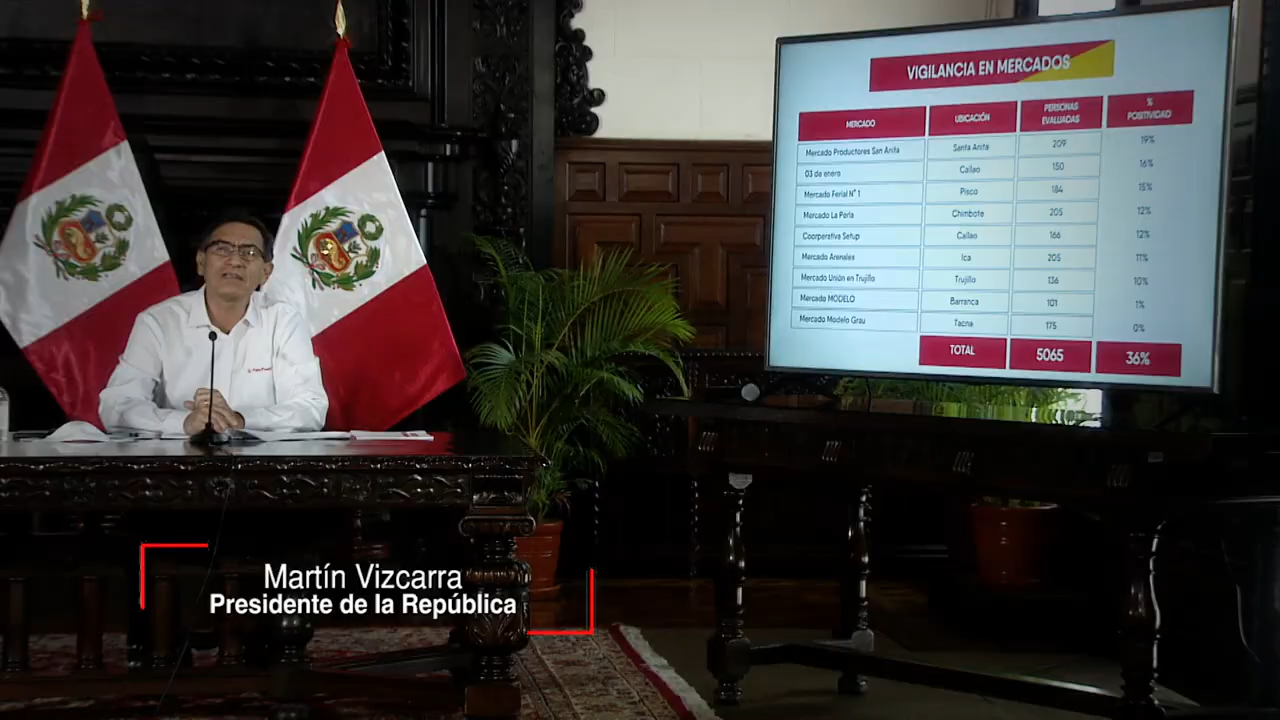 VIGILANCIA EN MERCADOS
MERCADO UBICACIÓN PERSONAS EVALUADAS % POSITIVIDAD
Mercado Productores San Anita Santa Anita 209 19%
03 de enero Callao 150 16%
Mercado Ferial N° 1 Pisco 184 15%
Mercado La Perla Chimbote 205 12%
Coorperativa Setup Callao 166 12%
Mercado Arenales Ica 205 11%
Mercado Unión en Trujillo Trujillo 136 10%
Mercado MODELO Barranca 101 1%
Mercado Modelo Grau Tacna 175 0%
TOTAL 5065 36%
Martín Vizcarra
Presidente de la República